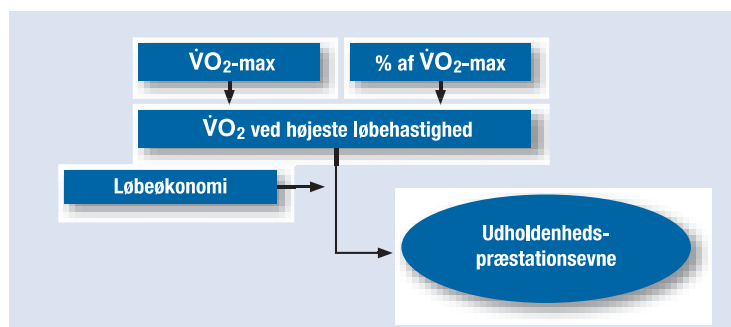 V̇O₂-max
% af V̇O₂-max
V̇O₂ ved højeste løbehastighed
Løbeøkonomi
Udholdenheds-
præstationsevne